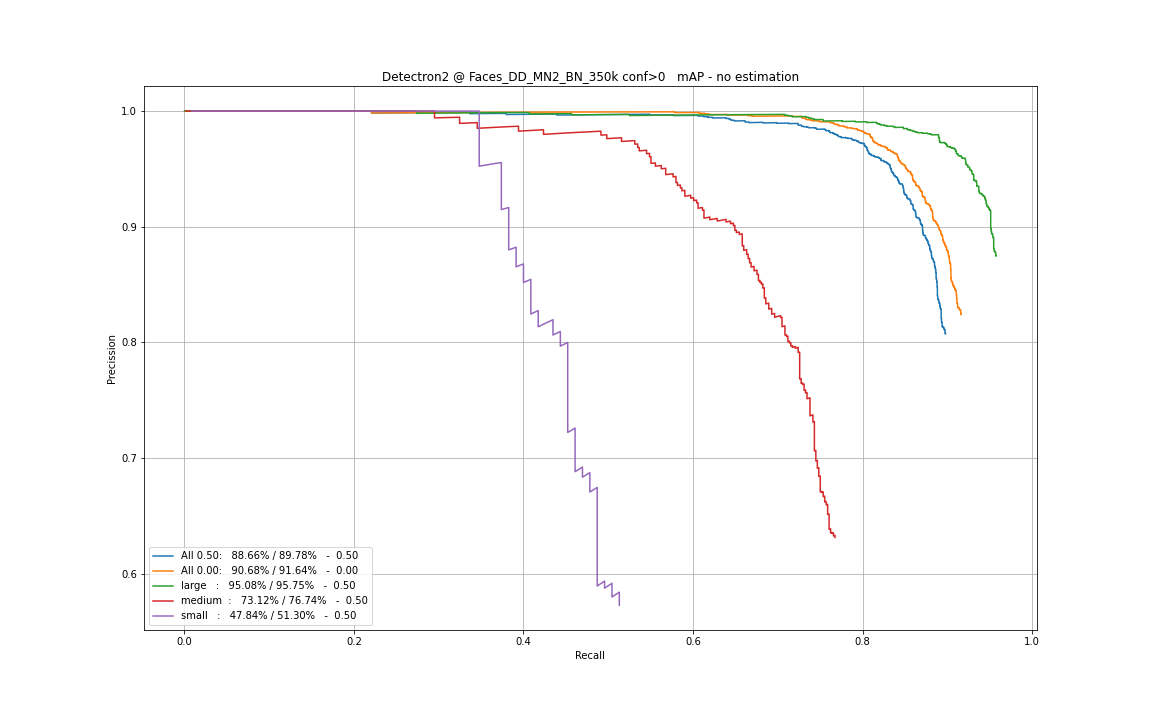 Detectron2 @ Faces_DD_MN2_BN_350k conf>0   mAP - no estimation
1.0
0.9
0.8
0.7
0.6
Precission
All 0.50:   88.66% / 89.78%   -  0.50
All 0.00:   90.68% / 91.64%   -  0.00
large   :   95.08% / 95.75%   -  0.50
medium  :   73.12% / 76.74%   -  0.50
small   :   47.84% / 51.30%   -  0.50
0.0 0.2 0.4 0.6 0.8 1.0
Recall